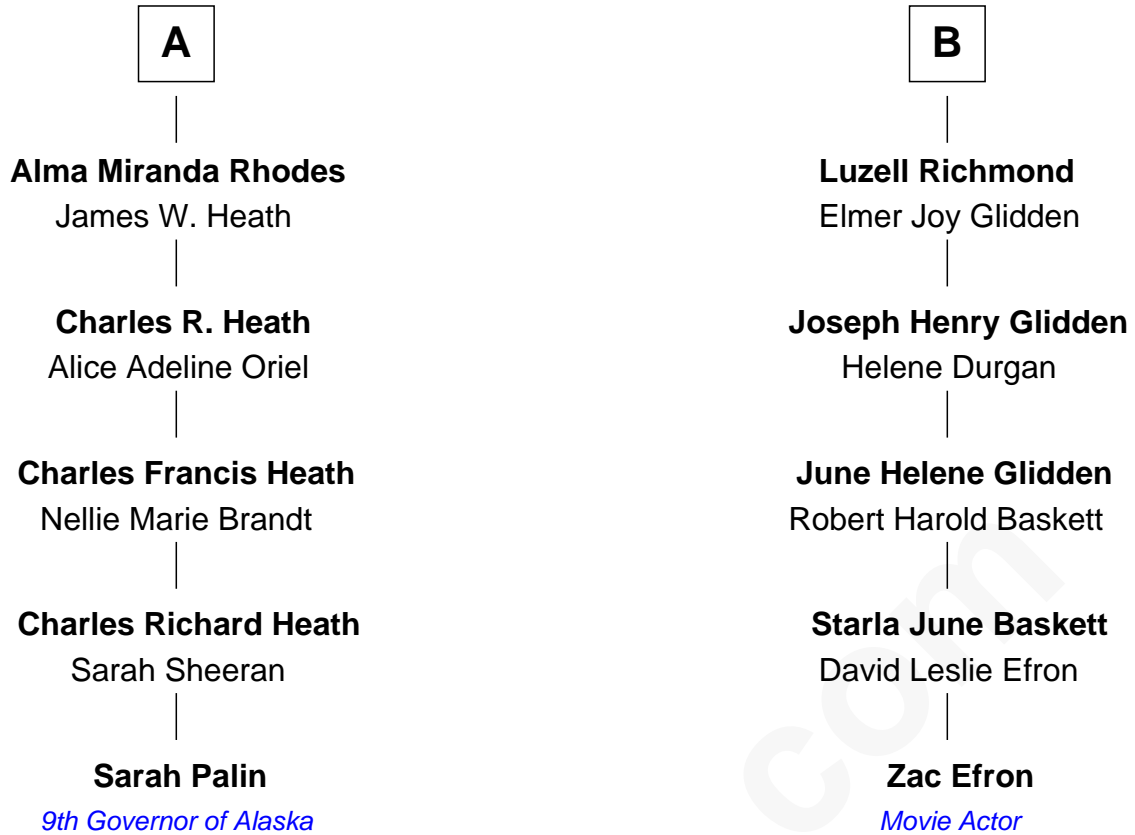 A
Alma Miranda Rhodes
James W. Heath
Charles R. Heath
Alice Adeline Oriel
Charles Francis Heath
Nellie Marie Brandt
Charles Richard Heath
Sarah Sheeran
Sarah Palin
9th Governor of Alaska
B
Luzell Richmond
Elmer Joy Glidden
Joseph Henry Glidden
Helene Durgan
June Helene Glidden
Robert Harold Baskett
Starla June Baskett
David Leslie Efron
Zac Efron
Movie Actor
com